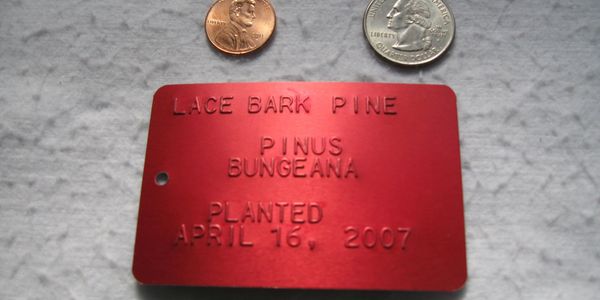 LIBERTY
LACE BARK PINE
PINUS
BUNGEANA
PLANTED
APRIL 16, 2007